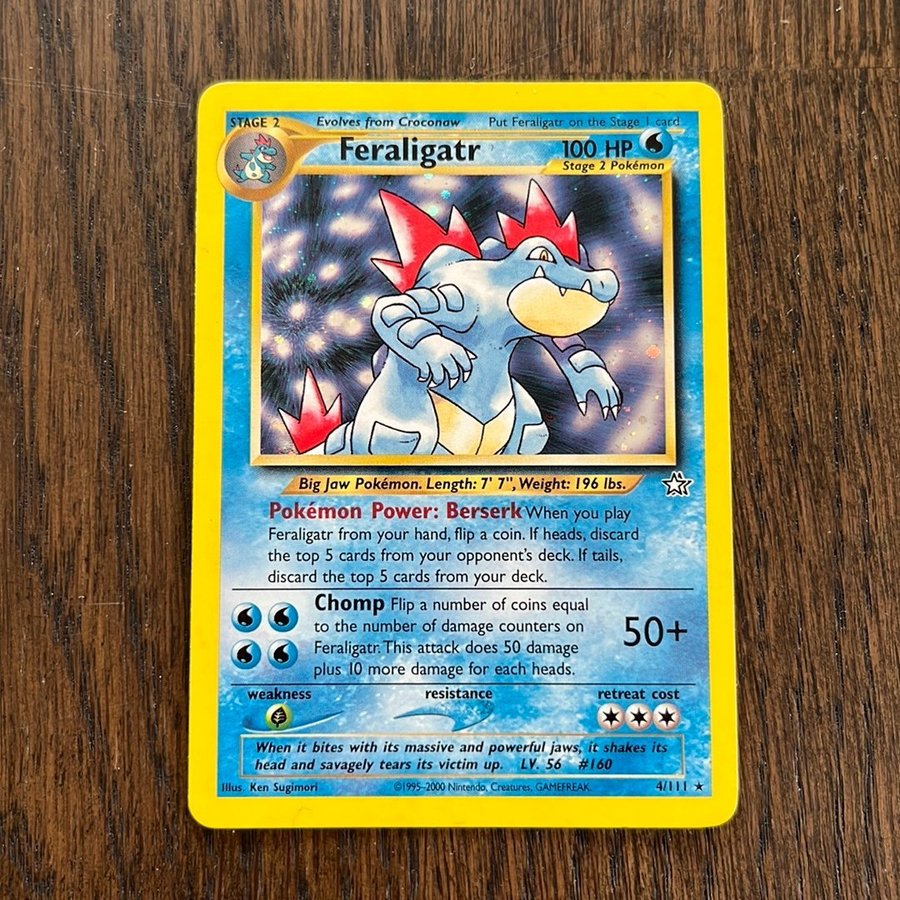 STAGE 2 Evolves from Croconaw Put Feraligatr on the Stage 1 card
Feraligatr 100 HP
Stage 2 Pokémon
Big Jaw Pokémon. Length: 7' 7", Weight: 196 lbs.
Pokémon Power: Berserk When you play
Feraligatr from your hand, flip a coin. If heads, discard
the top 5 cards from your opponent's deck. If tails,
discard the top 5 cards from your deck.
Chomp Flip a number of coins equal
to the number of damage counters on
Feraligatr. This attack does 50 damage
plus 10 more damage for each heads.
50+
weakness resistance retreat cost
When it bites with its massive and powerful jaws, it shakes its
head and savagely tears its victim up. LV. 56 #160
Illus. Ken Sugimori ©1995–2000 Nintendo, Creatures, GAMEFREAK. 4/111 ★